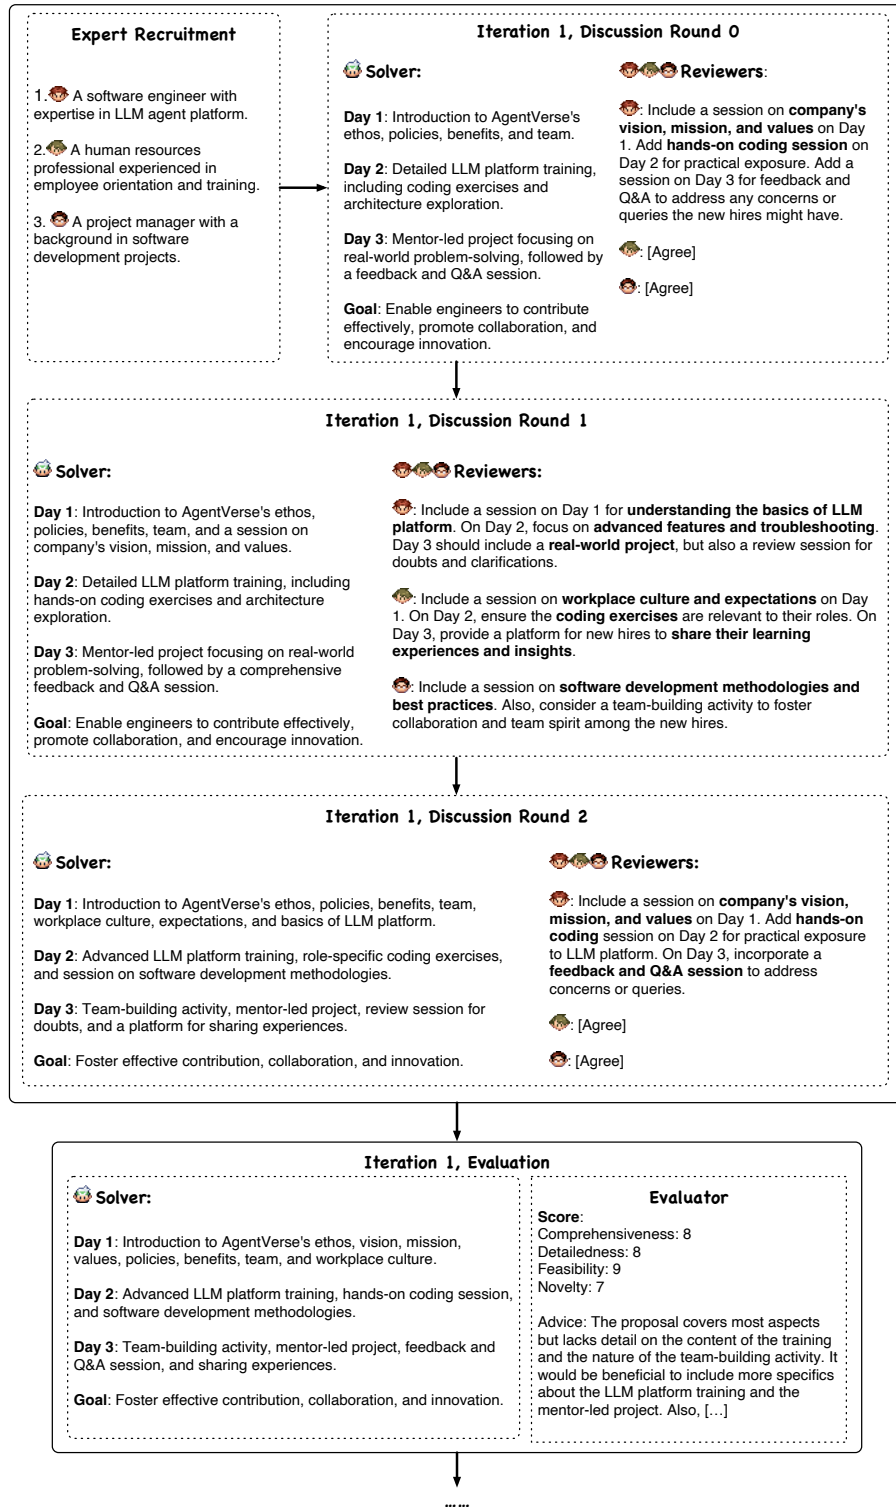 Expert Recruitment
1. A software engineer with
expertise in LLM agent platform.
2. A human resources
professional experienced in
employee orientation and training.
3. A project manager with a
background in software
development projects.
Iteration 1, Discussion Round 0
Solver:
Day 1: Introduction to AgentVerse's
ethos, policies, benefits, and team.
Day 2: Detailed LLM platform training,
including coding exercises and
architecture exploration.
Day 3: Mentor-led project focusing on
real-world problem-solving, followed by
a feedback and Q&A session.
Goal: Enable engineers to contribute
effectively, promote collaboration, and
encourage innovation.
Reviewers:
: Include a session on company's
vision, mission, and values on Day
1. Add hands-on coding session on
Day 2 for practical exposure. Add a
session on Day 3 for feedback and
Q&A to address any concerns or
queries the new hires might have.
: [Agree]
: [Agree]
Iteration 1, Discussion Round 1
Solver:
Day 1: Introduction to AgentVerse's ethos,
policies, benefits, team, and a session on
company's vision, mission, and values.
Day 2: Detailed LLM platform training, including
hands-on coding exercises and architecture
exploration.
Day 3: Mentor-led project focusing on real-world
problem-solving, followed by a comprehensive
feedback and Q&A session.
Goal: Enable engineers to contribute effectively,
promote collaboration, and encourage innovation.
Reviewers:
: Include a session on Day 1 for understanding the basics of LLM
platform. On Day 2, focus on advanced features and troubleshooting.
Day 3 should include a real-world project, but also a review session for
doubts and clarifications.
: Include a session on workplace culture and expectations on Day
1. On Day 2, ensure the coding exercises are relevant to their roles. On
Day 3, provide a platform for new hires to share their learning
experiences and insights.
: Include a session on software development methodologies and
best practices. Also, consider a team-building activity to foster
collaboration and team spirit among the new hires.
Iteration 1, Discussion Round 2
Solver:
Day 1: Introduction to AgentVerse's ethos, policies, benefits, team,
workplace culture, expectations, and basics of LLM platform.
Day 2: Advanced LLM platform training, role-specific coding exercises,
and session on software development methodologies.
Day 3: Team-building activity, mentor-led project, review session for
doubts, and a platform for sharing experiences.
Goal: Foster effective contribution, collaboration, and innovation.
Reviewers:
: Include a session on company's vision,
mission, and values on Day 1. Add hands-on
coding session on Day 2 for practical exposure
to LLM platform. On Day 3, incorporate a
feedback and Q&A session to address
concerns or queries.
: [Agree]
: [Agree]
Iteration 1, Evaluation
Solver:
Day 1: Introduction to AgentVerse's ethos, vision, mission,
values, policies, benefits, team, and workplace culture.
Day 2: Advanced LLM platform training, hands-on coding session,
and software development methodologies.
Day 3: Team-building activity, mentor-led project, feedback and
Q&A session, and sharing experiences.
Goal: Foster effective contribution, collaboration, and innovation.
Evaluator
Score:
Comprehensiveness: 8
Detailedness: 8
Feasibility: 9
Novelty: 7
Advice: The proposal covers most aspects
but lacks detail on the content of the training
and the nature of the team-building activity. It
would be beneficial to include more specifics
about the LLM platform training and the
mentor-led project. Also, […]
……